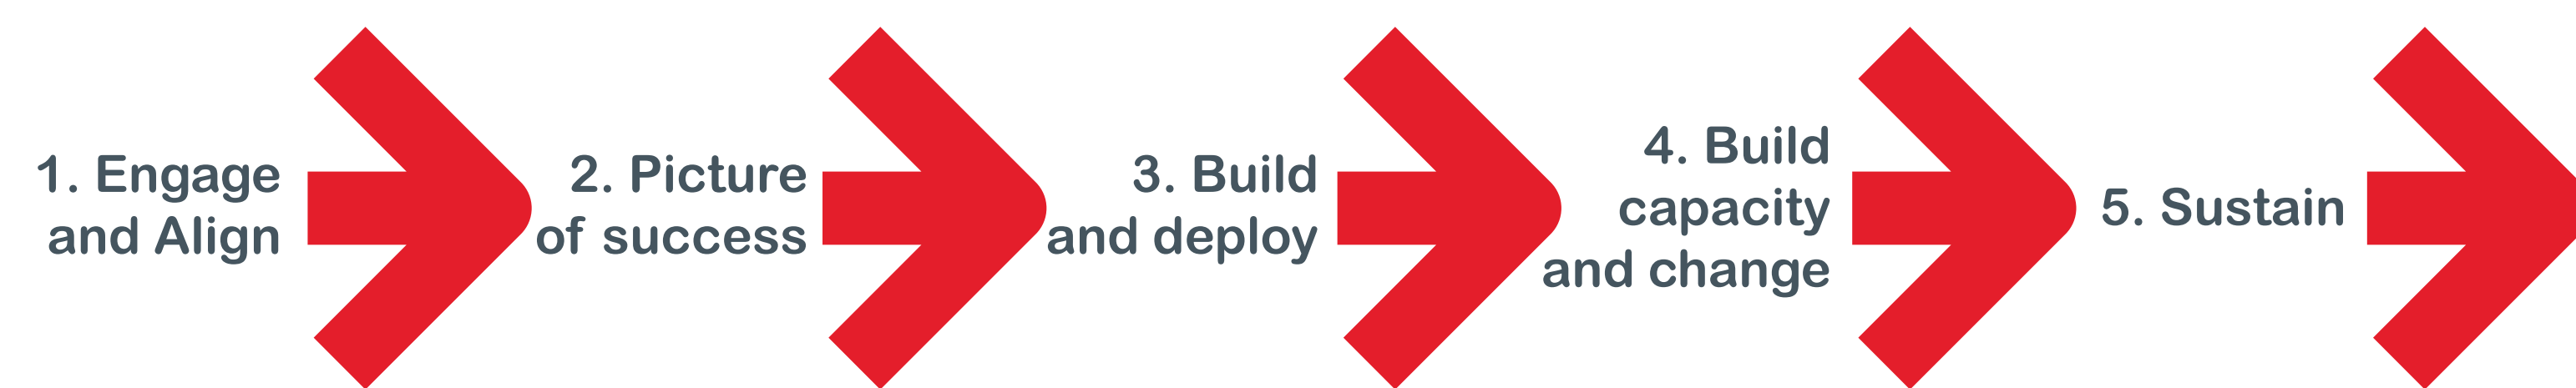 1. Engage
and Align
2. Picture
of success
3. Build
and deploy
4. Build
capacity
and change
5. Sustain